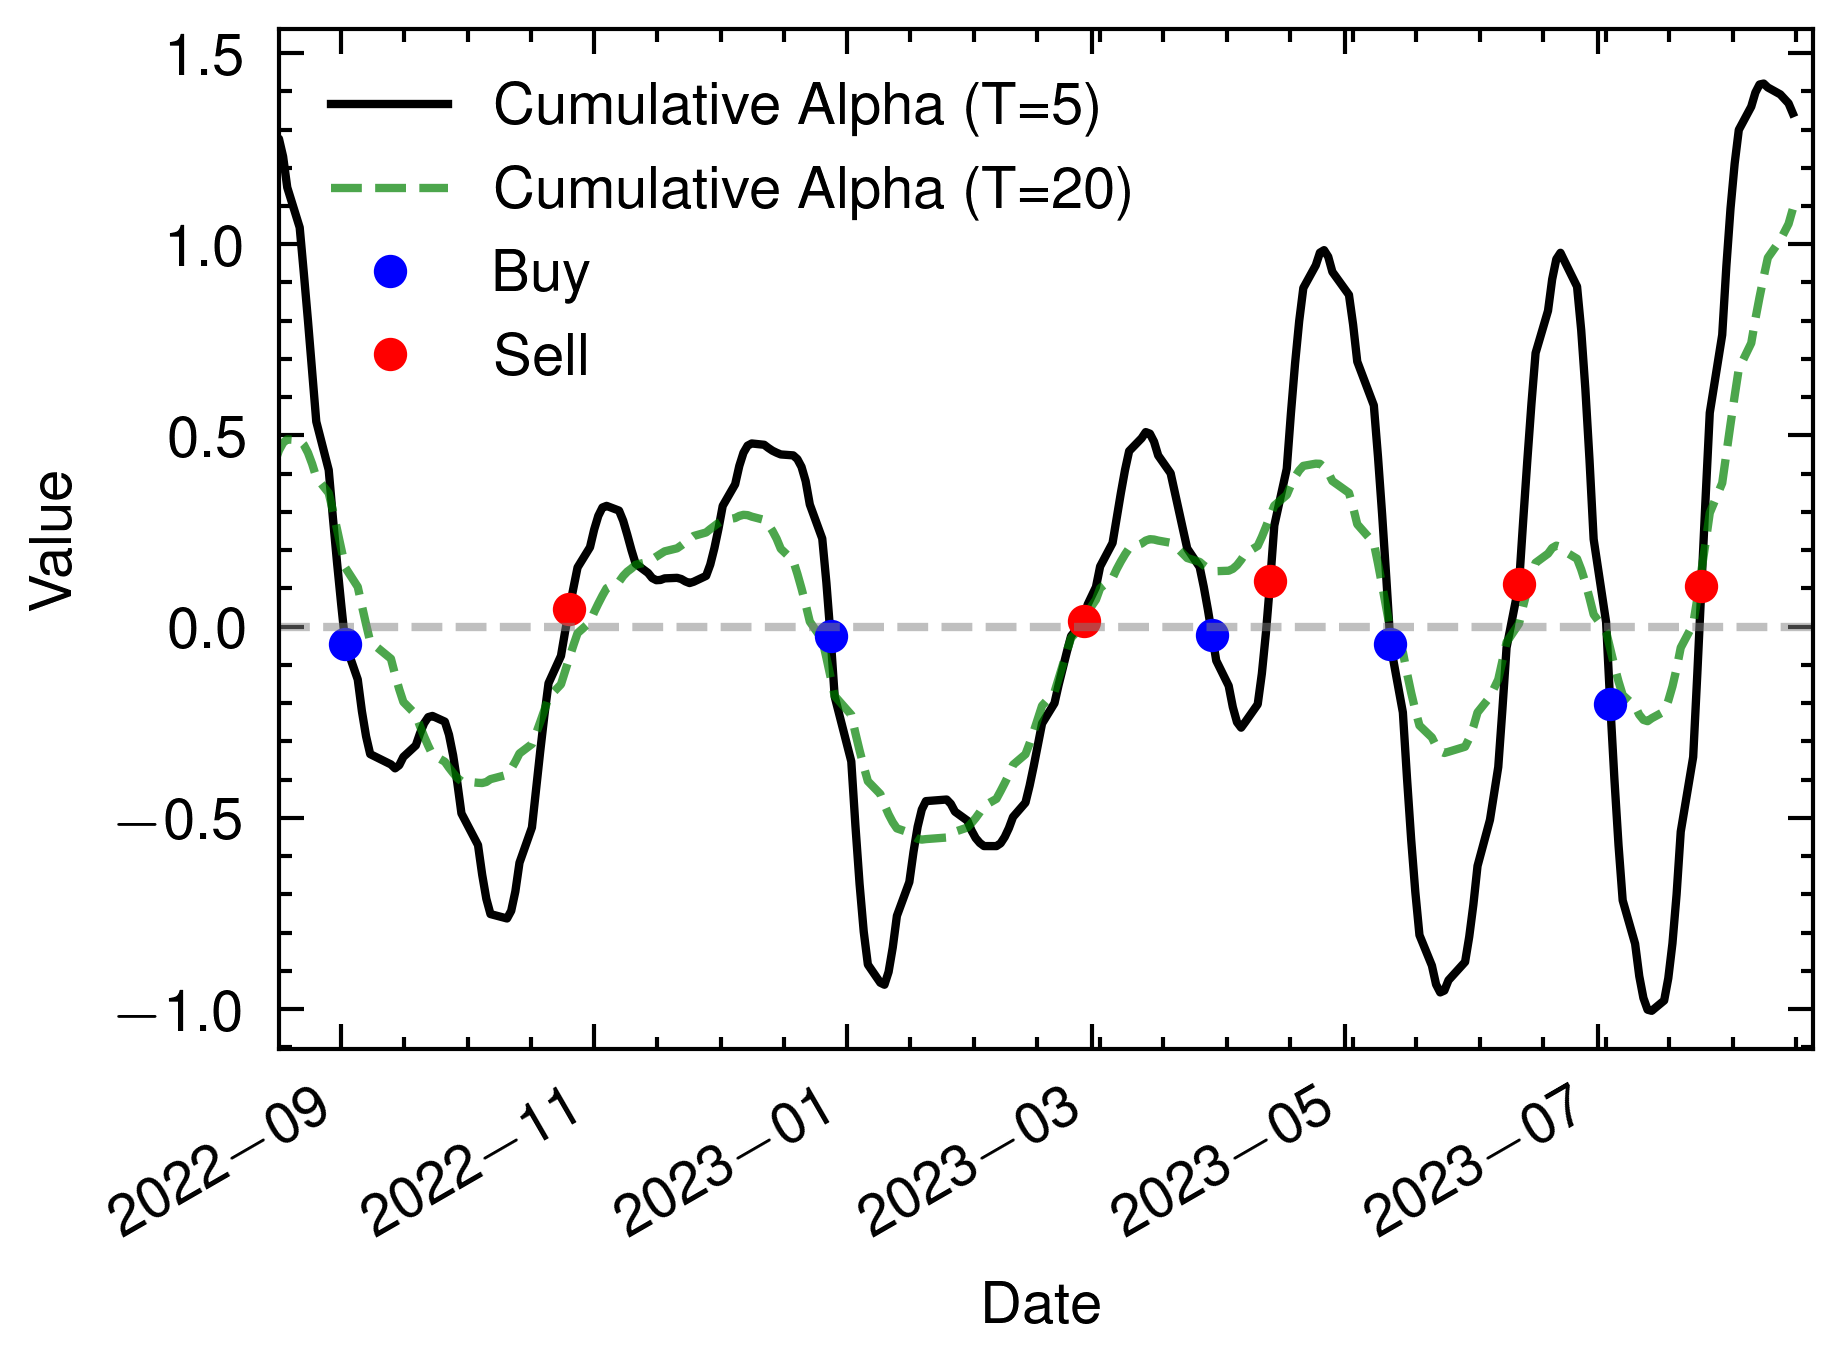 1.5
1.0
0.5
0.0
−0.5
−1.0
Value
Cumulative Alpha (T=5)
Cumulative Alpha (T=20)
Buy
Sell
2022−09
2022−11
2023−01
2023−03
2023−05
2023−07
Date